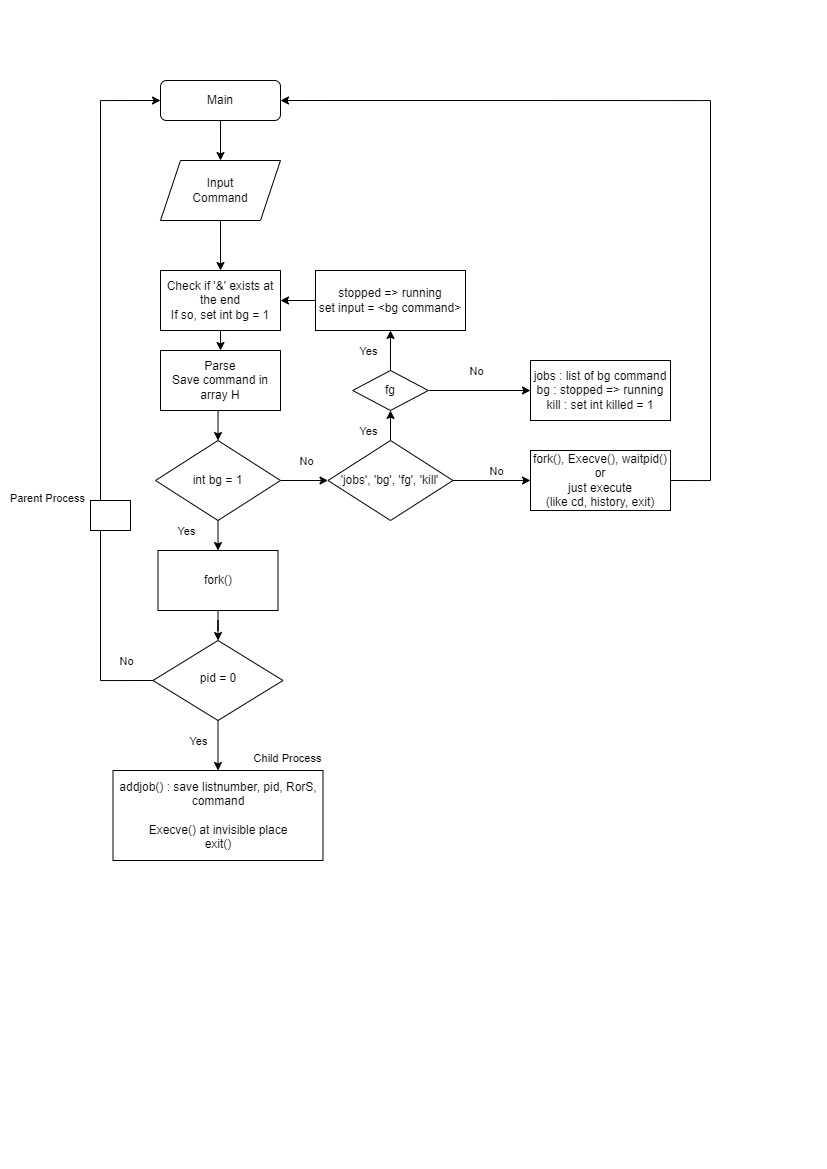 Main
Input
Command
Check if '&' exists at
the end
If so, set int bg = 1
stopped => running
set input = <bg command>
Parse
Save command in
array H
Yes
fg
No
jobs : list of bg command
bg : stopped => running
kill : set int killed = 1
Yes
int bg = 1
No
'jobs', 'bg', 'fg', 'kill'
No
fork(), Execve(), waitpid()
or
just execute
(like cd, history, exit)
Parent Process
Yes
fork()
No
pid = 0
Yes
Child Process
addjob() : save listnumber, pid, RorS,
command
Execve() at invisible place
exit()